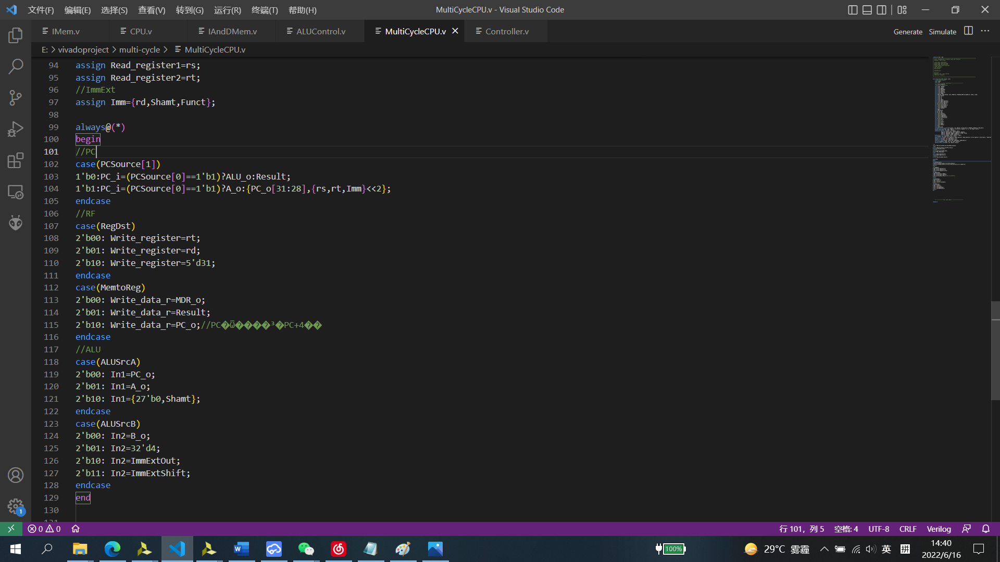 文件(F) 编辑(E) 选择(S) 查看(V) 转到(G) 运行(R) 终端(T) 帮助(H) MultiCycleCPU.v - Visual Studio Code
IMem.v CPU.v IAndDMem.v ALUControl.v MultiCycleCPU.v Controller.v Generate Simulate
E: > vivadoproject > multi-cycle > MultiCycleCPU.v
94 assign Read_register1=rs;
95 assign Read_register2=rt;
96 //ImmExt
97 assign Imm={rd,Shamt,Funct};
98
99 always@(*)
100 begin
101 //PC
102 case(PCSource[1])
103 1'b0:PC_i=(PCSource[0]==1'b1)?ALU_o:Result;
104 1'b1:PC_i=(PCSource[0]==1'b1)?A_o:{PC_o[31:28],{rs,rt,Imm}<<2};
105 endcase
106 //RF
107 case(RegDst)
108 2'b00: Write_register=rt;
109 2'b01: Write_register=rd;
110 2'b10: Write_register=5'd31;
111 endcase
112 case(MemtoReg)
113 2'b00: Write_data_r=MDR_o;
114 2'b01: Write_data_r=Result;
115 2'b10: Write_data_r=PC_o;//PC�����³�PC+4��
116 endcase
117 //ALU
118 case(ALUSrcA)
119 2'b00: In1=PC_o;
120 2'b01: In1=A_o;
121 2'b10: In1={27'b0,Shamt};
122 endcase
123 case(ALUSrcB)
124 2'b00: In2=B_o;
125 2'b01: In2=32'd4;
126 2'b10: In2=ImmExtOut;
127 2'b11: In2=ImmExtShift;
128 endcase
129 end
130
131
1
0 0 行 101，列 5 空格: 4 UTF-8 CRLF Verilog
100% 29°C 雾霾 英 拼 14:40
2022/6/16